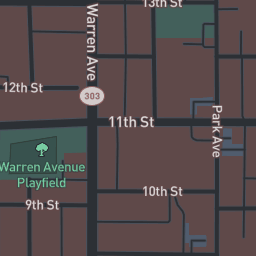 13th St
Warren Ave
12th St
303
11th St
Park Ave
Warren Avenue
Playfield
10th St
9th St